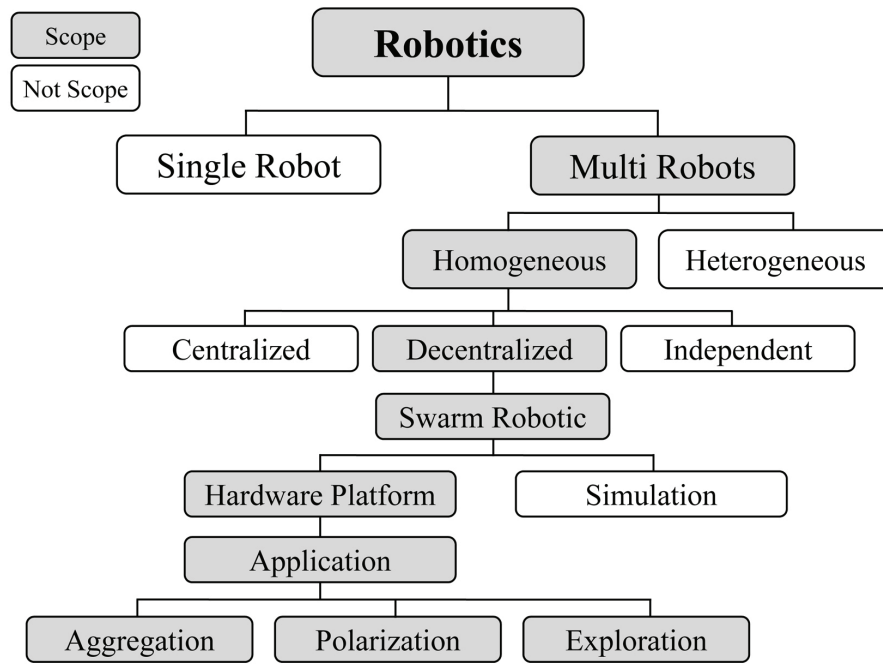 Scope
Robotics
Not Scope
Single Robot
Multi Robots
Homogeneous
Heterogeneous
Centralized
Decentralized
Independent
Swarm Robotic
Hardware Platform
Simulation
Application
Aggregation
Polarization
Exploration